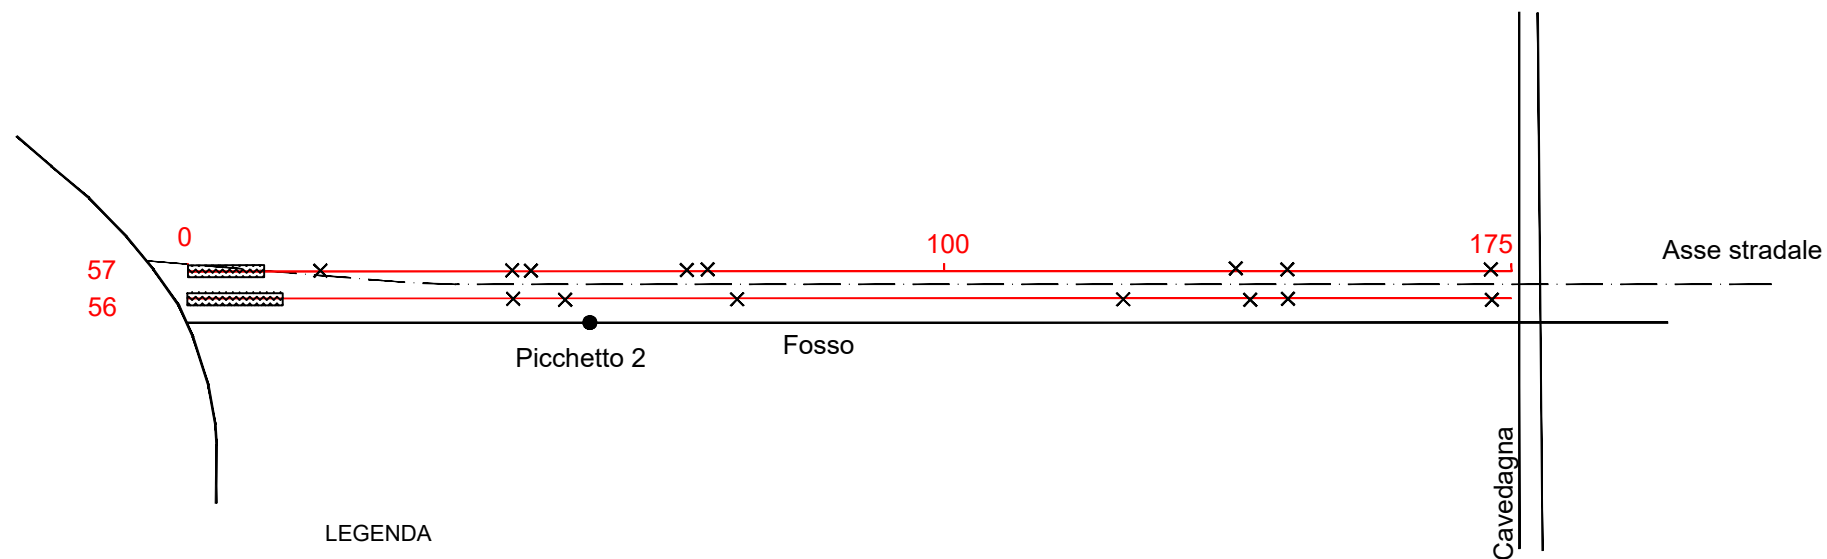 0
100
175
Asse stradale
57
56
Picchetto 2
Fosso
Cavedagna
LEGENDA